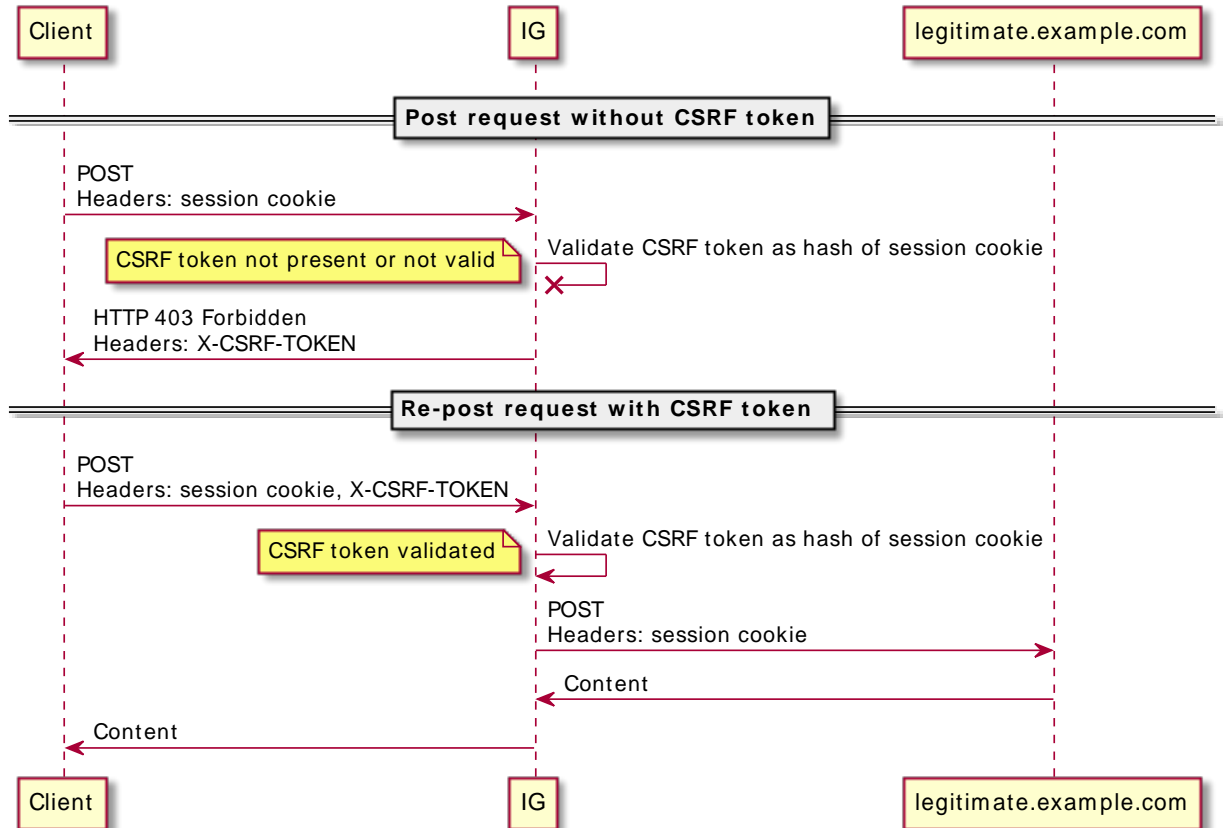 Client
IG
legitimate.example.com
Post request without CSRF token
POST
Headers: session cookie
CSRF token not present or not valid
Validate CSRF token as hash of session cookie
HTTP 403 Forbidden
Headers: X-CSRF-TOKEN
Re-post request with CSRF token
POST
Headers: session cookie, X-CSRF-TOKEN
CSRF token validated
Validate CSRF token as hash of session cookie
POST
Headers: session cookie
Content
Content
Client
IG
legitimate.example.com